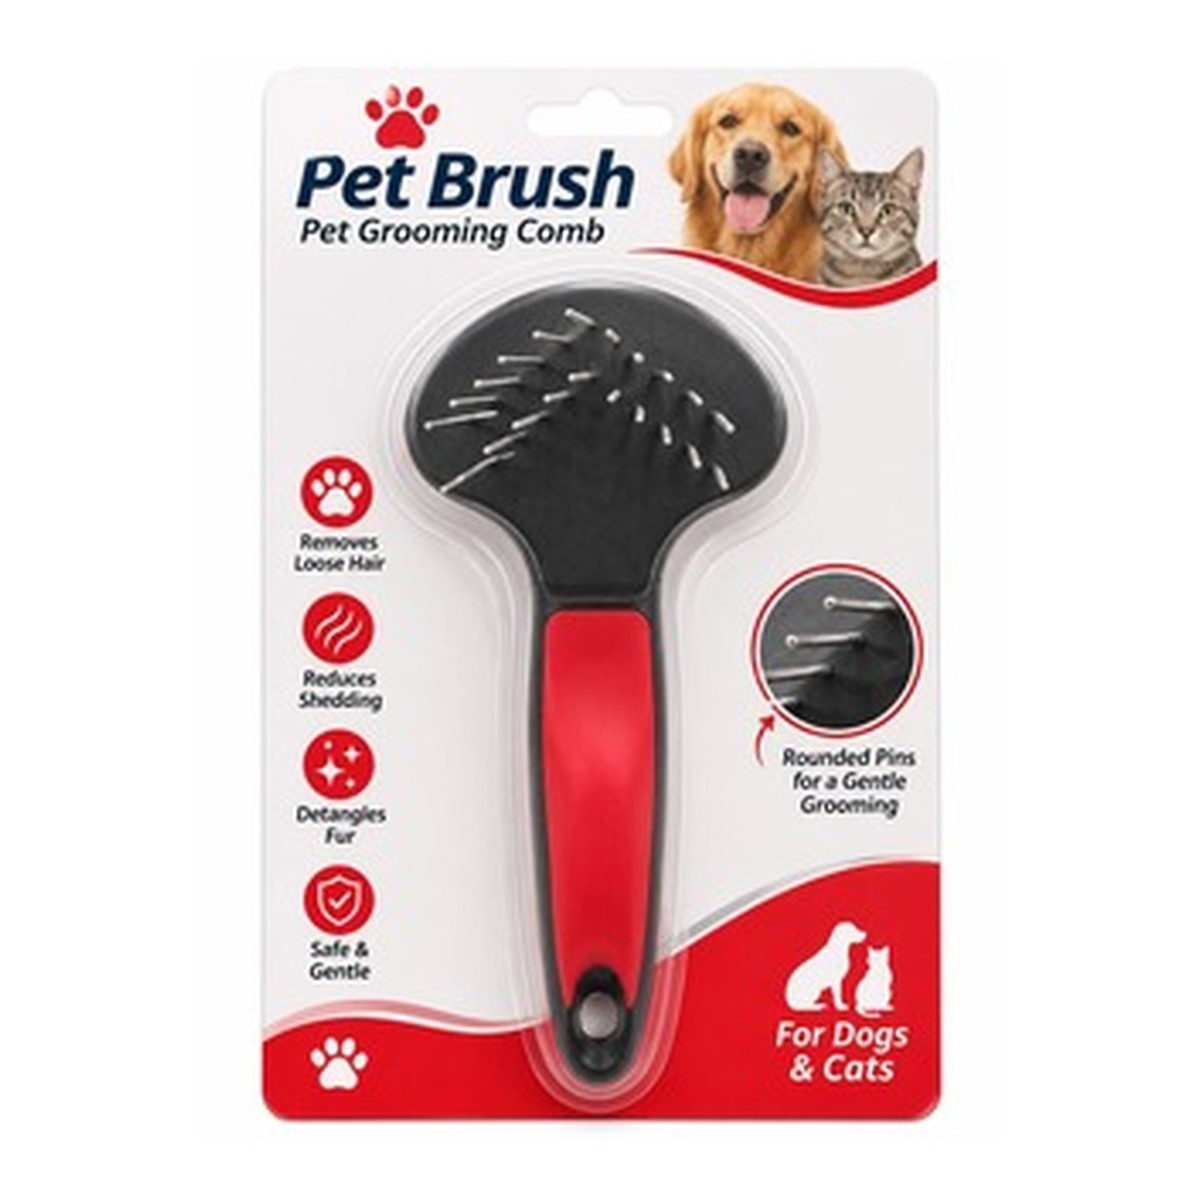 Pet Brush
Pet Grooming Comb
Removes
Loose Hair
Reduces
Shedding
Detangles
Fur
Safe &
Gentle
Rounded Pins
for a Gentle
Grooming
For Dogs
& Cats